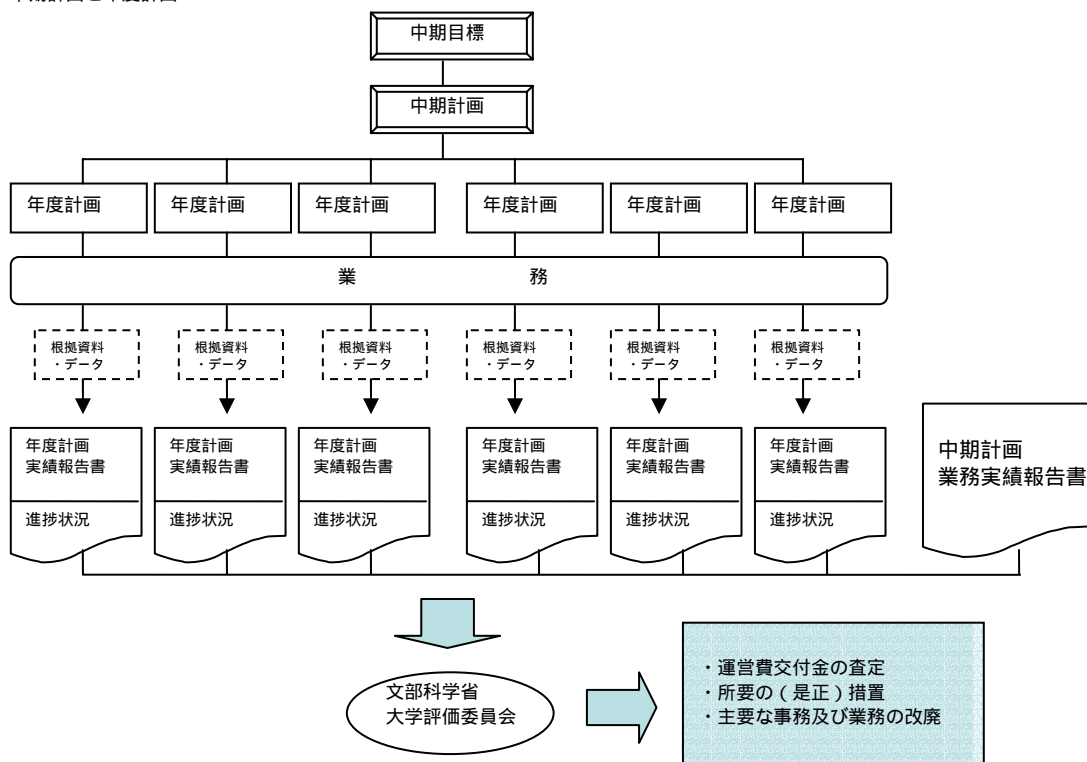 中期目標
中期計画
年度計画 年度計画 年度計画 年度計画 年度計画 年度計画
業 務
根拠資料 根拠資料 根拠資料 根拠資料 根拠資料 根拠資料
・データ ・データ ・データ ・データ ・データ ・データ
年度計画 年度計画 年度計画 年度計画 年度計画 年度計画
実績報告書 実績報告書 実績報告書 実績報告書 実績報告書 実績報告書
進捗状況 進捗状況 進捗状況 進捗状況 進捗状況 進捗状況
中期計画
業務実績報告書
文部科学省
大学評価委員会
・運営費交付金の査定
・所要の(是正)措置
・主要な事務及び業務の改廃